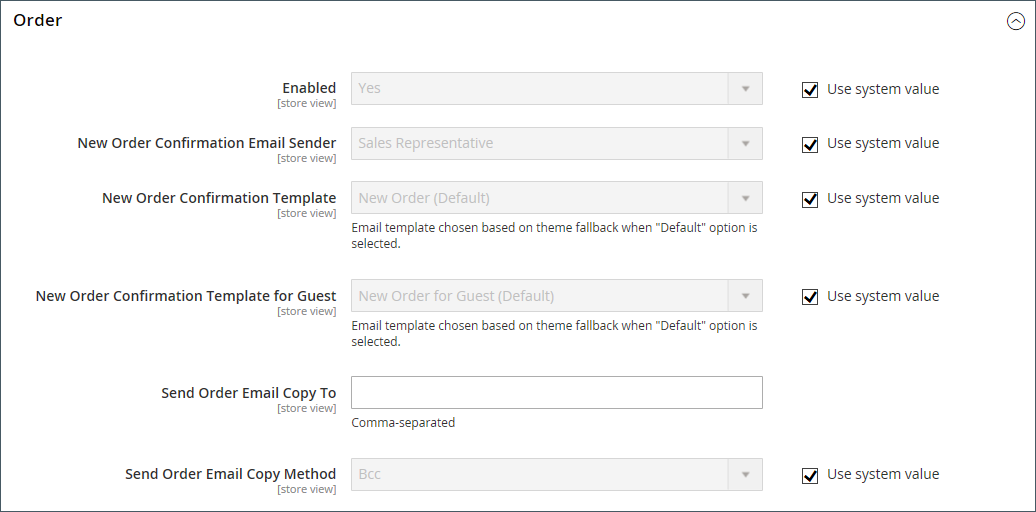 Order
Enabled
[store view]
Yes
Use system value
New Order Confirmation Email Sender
[store view]
Sales Representative
Use system value
New Order Confirmation Template
[store view]
New Order (Default)
Use system value
Email template chosen based on theme fallback when "Default" option is
selected.
New Order Confirmation Template for Guest
[store view]
New Order for Guest (Default)
Use system value
Email template chosen based on theme fallback when "Default" option is
selected.
Send Order Email Copy To
[store view]
Comma-separated
Send Order Email Copy Method
[store view]
Bcc
Use system value